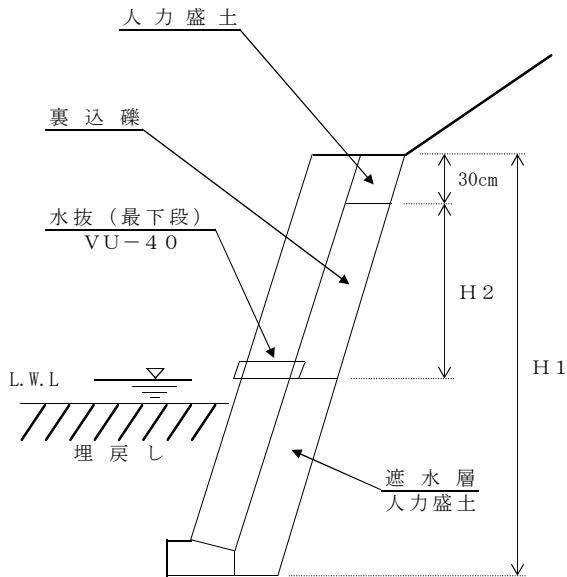 人力盛土
裏込礫
30cm
水抜（最下段）
ＶＵ－４０
Ｈ２
Ｈ１
L.W.L
埋戻し
遮水層
人力盛土